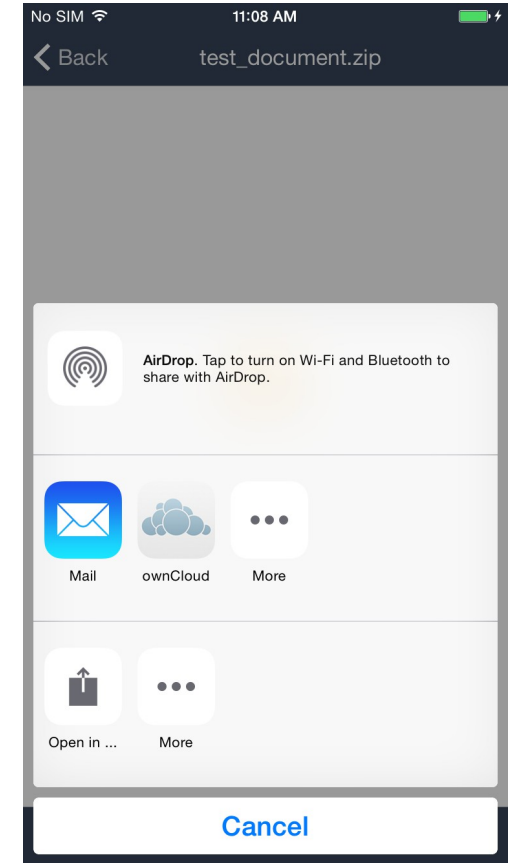 No SIM 11:08 AM
Back test_document.zip
AirDrop. Tap to turn on Wi-Fi and Bluetooth to
share with AirDrop.
Mail ownCloud More
Open in ... More
Cancel